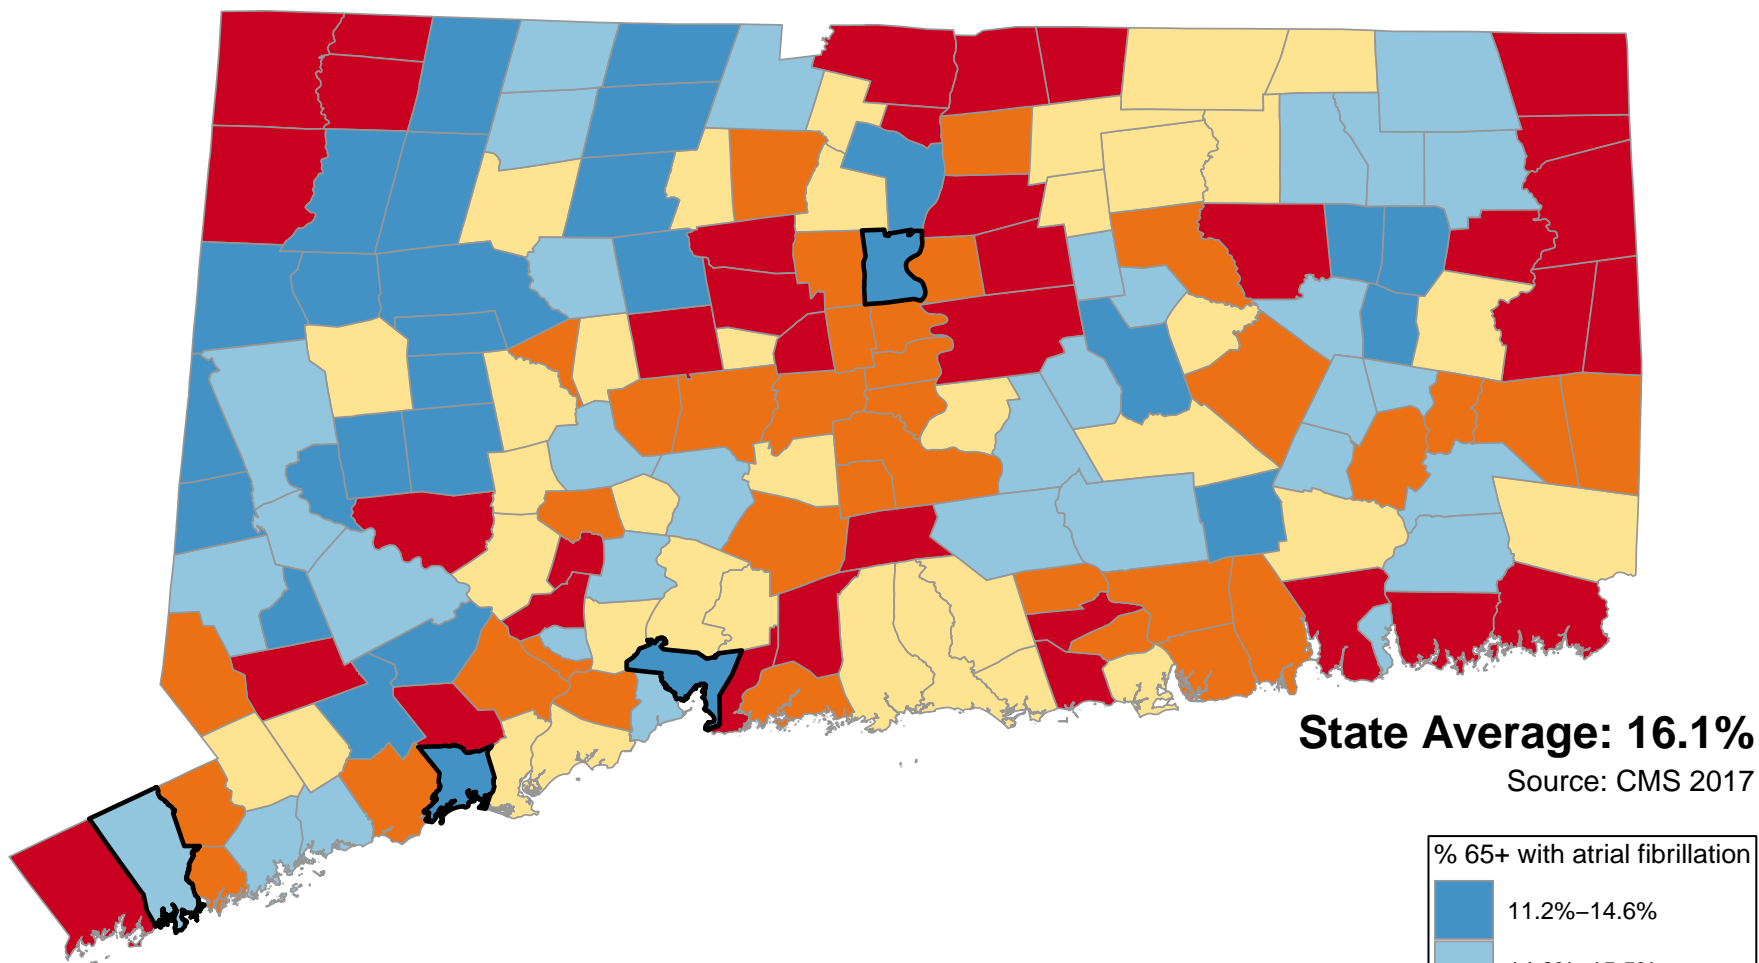 State Average: 16.1%
Source: CMS 2017
% 65+ with atrial fibrillation
11.2%–14.6%